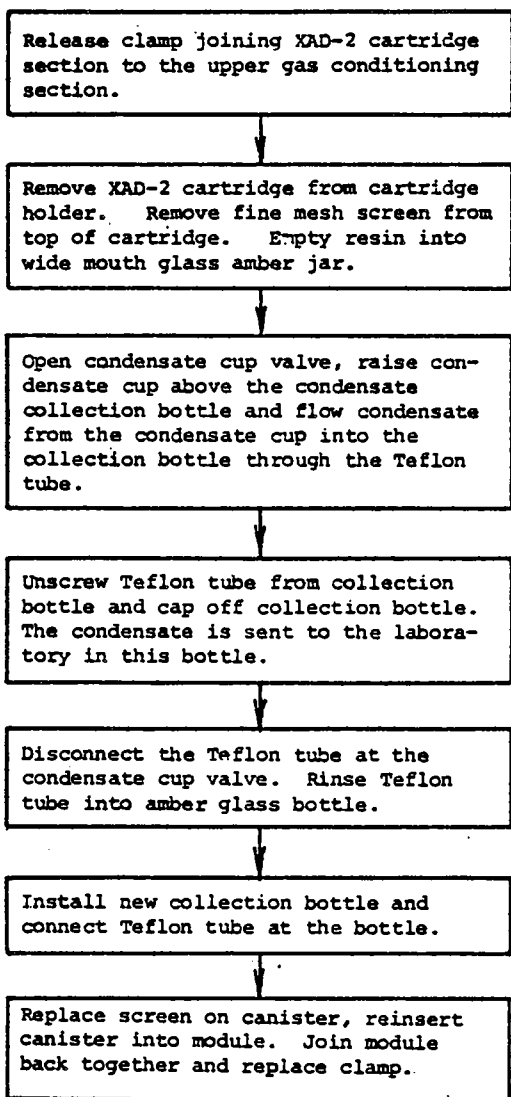 Release clamp joining XAD-2 cartridge
section to the upper gas conditioning
section.
Remove XAD-2 cartridge from cartridge
holder. Remove fine mesh screen from
top of cartridge. Empty resin into
wide mouth glass amber jar.
Open condensate cup valve, raise con-
densate cup above the condensate
collection bottle and flow condensate
from the condensate cup into the
collection bottle through the Teflon
tube.
Unscrew Teflon tube from collection
bottle and cap off collection bottle.
The condensate is sent to the labora-
tory in this bottle.
Disconnect the Teflon tube at the
condensate cup valve. Rinse Teflon
tube into amber glass bottle.
Install new collection bottle and
connect Teflon tube at the bottle.
Replace screen on canister, reinsert
canister into module. Join module
back together and replace clamp.